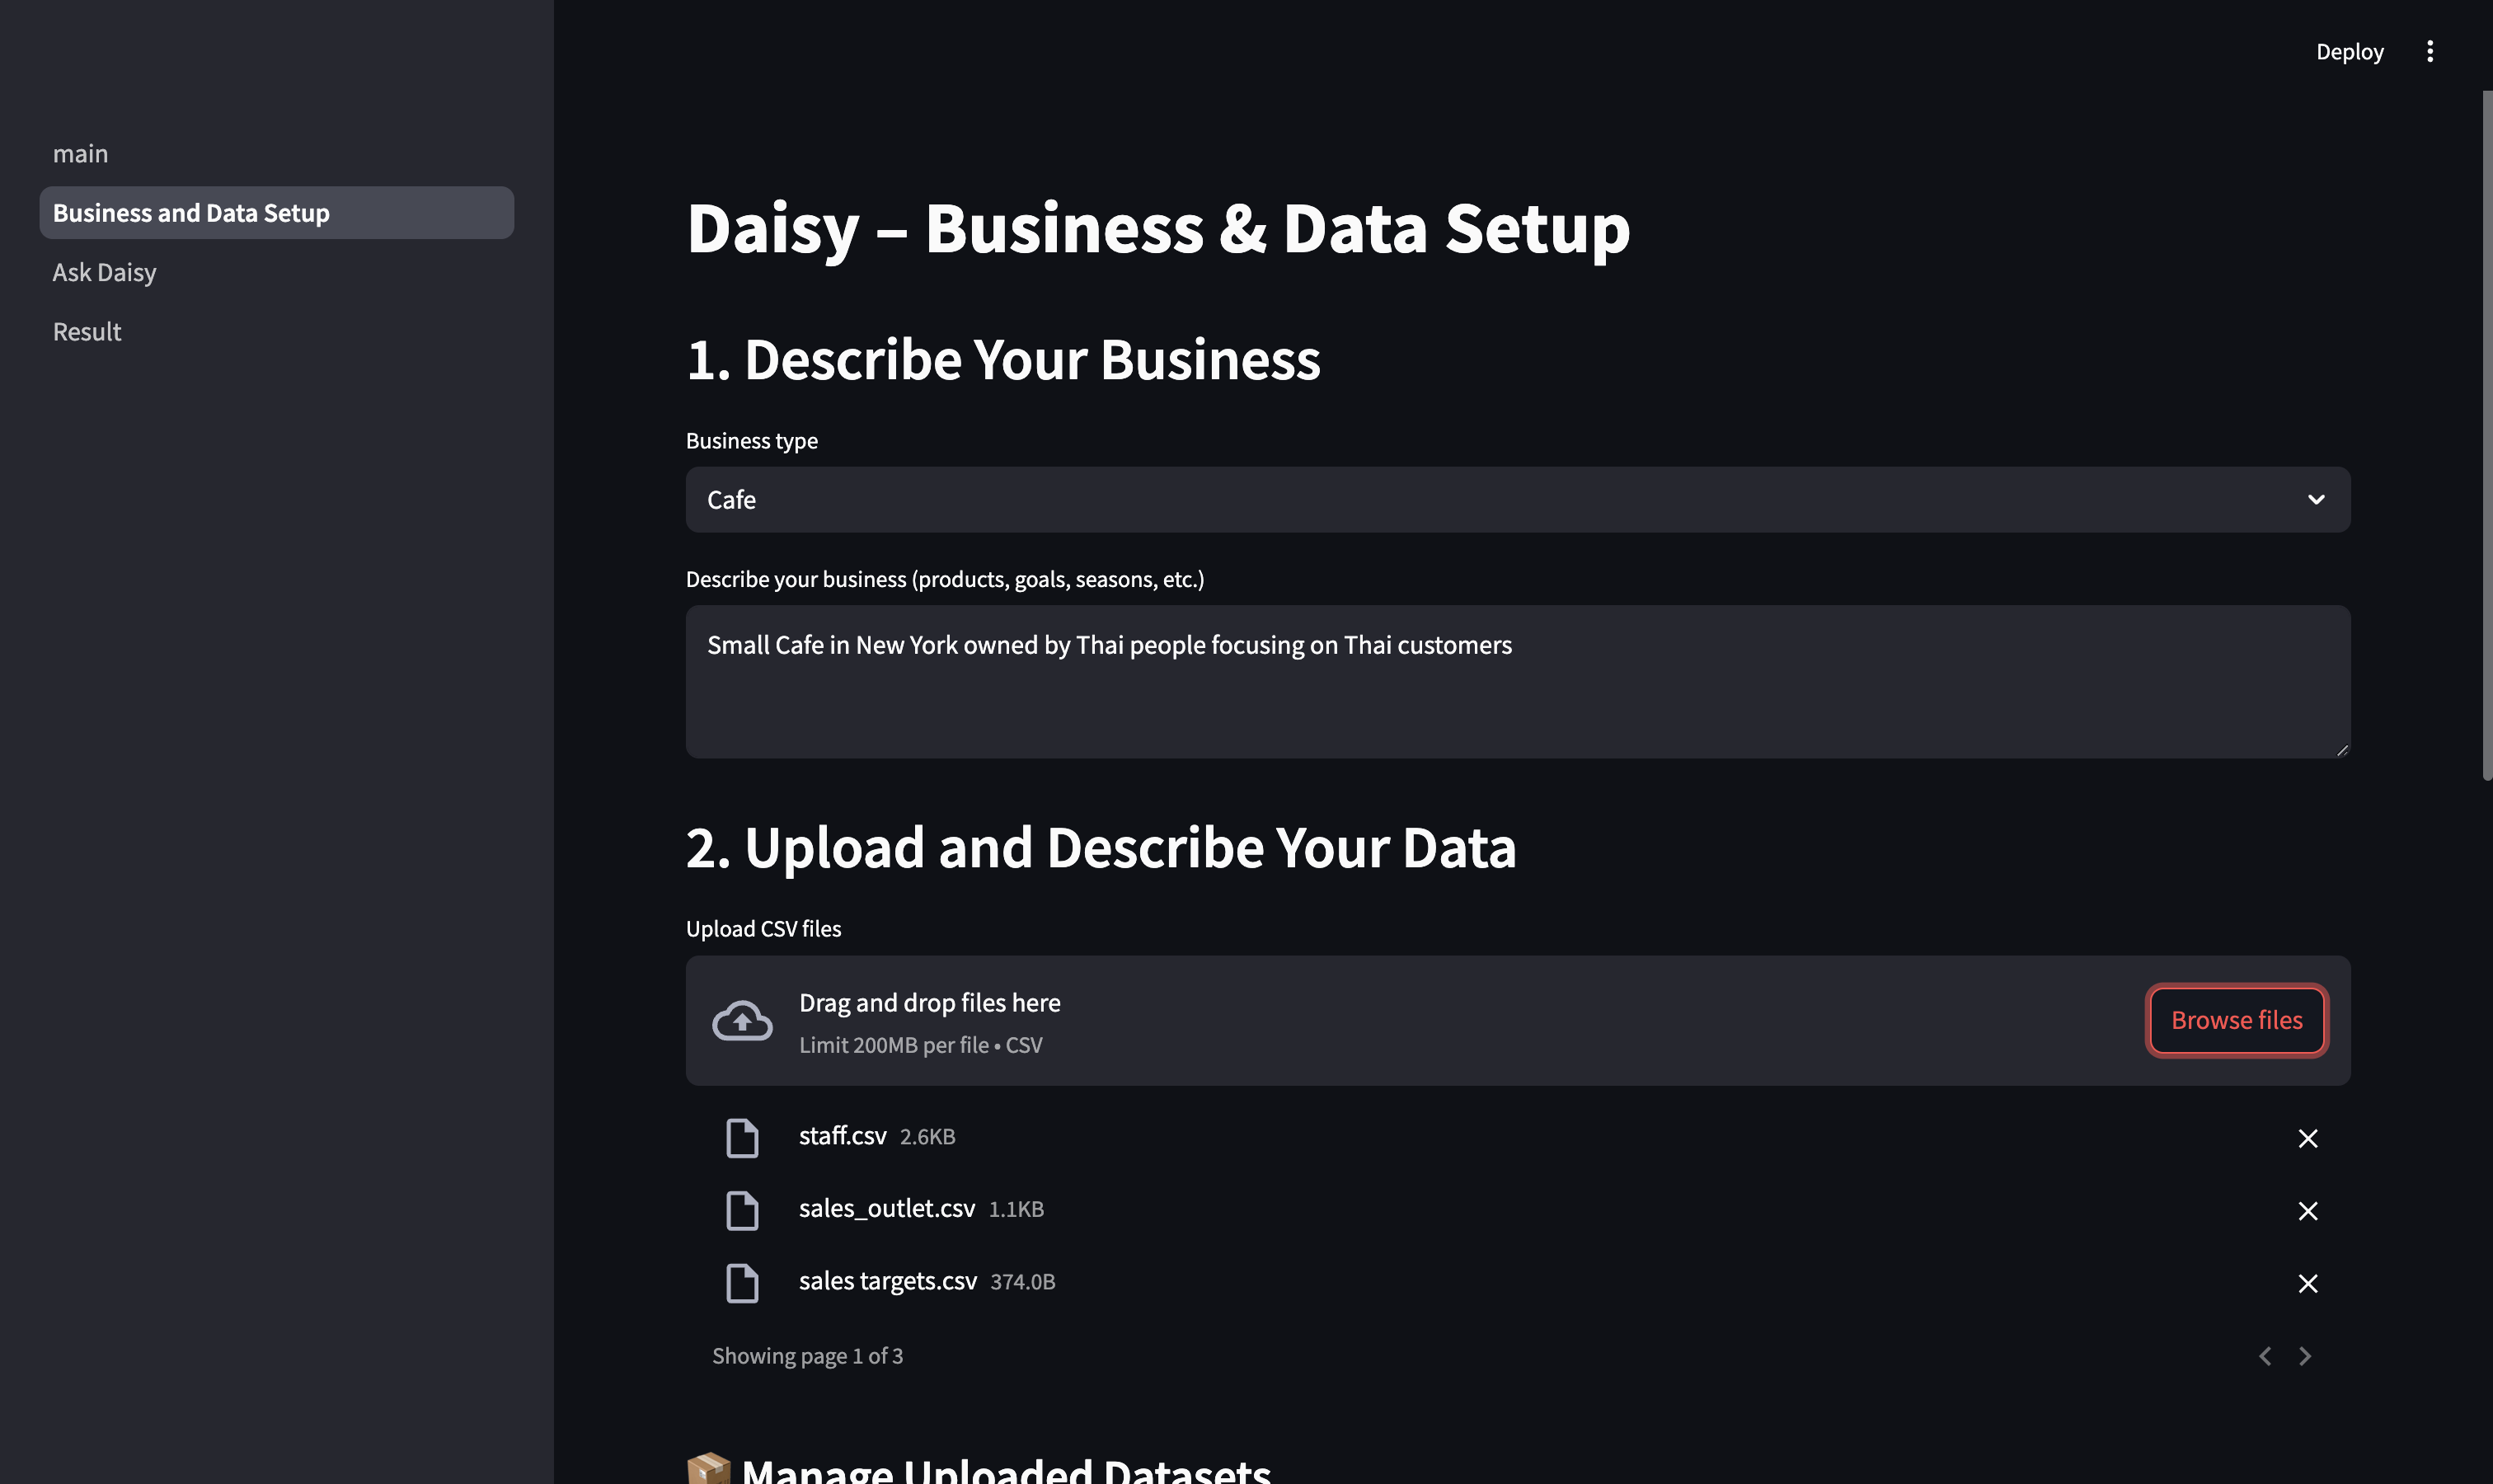 Deploy
main
Business and Data Setup
Ask Daisy
Result
Daisy – Business & Data Setup
1. Describe Your Business
Business type
Cafe
Describe your business (products, goals, seasons, etc.)
Small Cafe in New York owned by Thai people focusing on Thai customers
2. Upload and Describe Your Data
Upload CSV files
Drag and drop files here
Limit 200MB per file • CSV
Browse files
staff.csv 2.6KB
sales_outlet.csv 1.1KB
sales targets.csv 374.0B
Showing page 1 of 3
Manage Uploaded Datasets